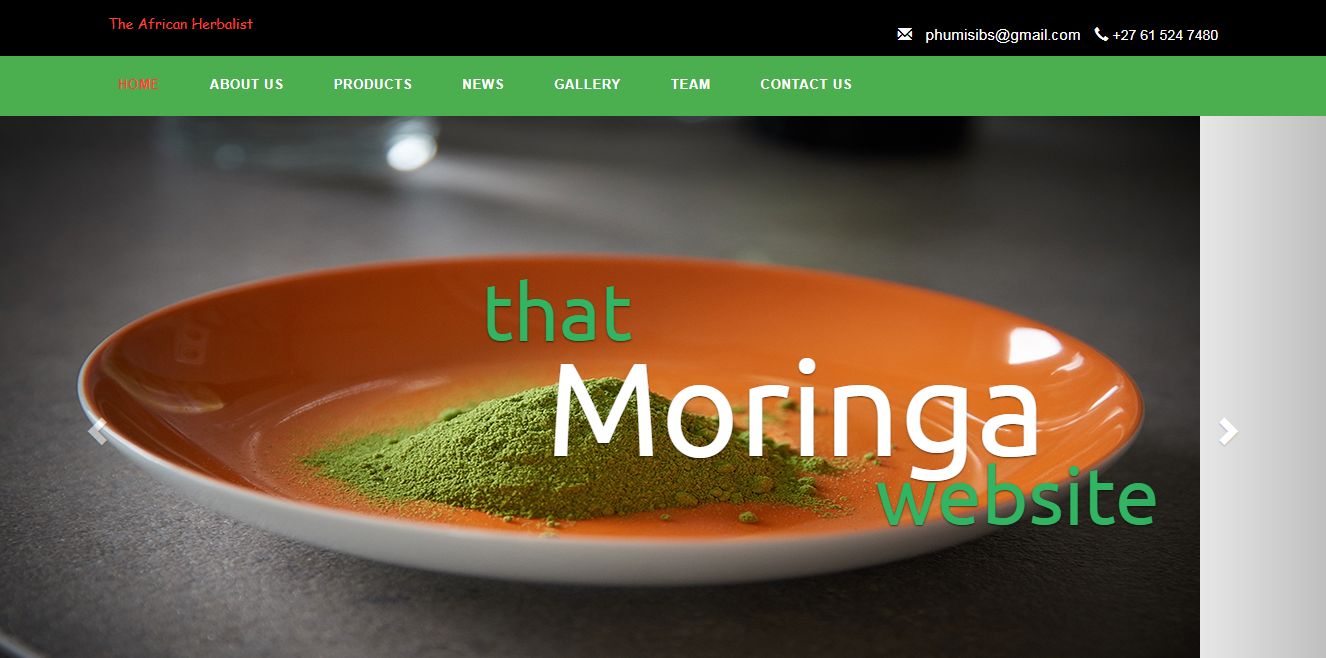 The African Herbalist
phumisibs@gmail.com +27 61 524 7480
HOME ABOUT US PRODUCTS NEWS GALLERY TEAM CONTACT US
that
Moringa
website